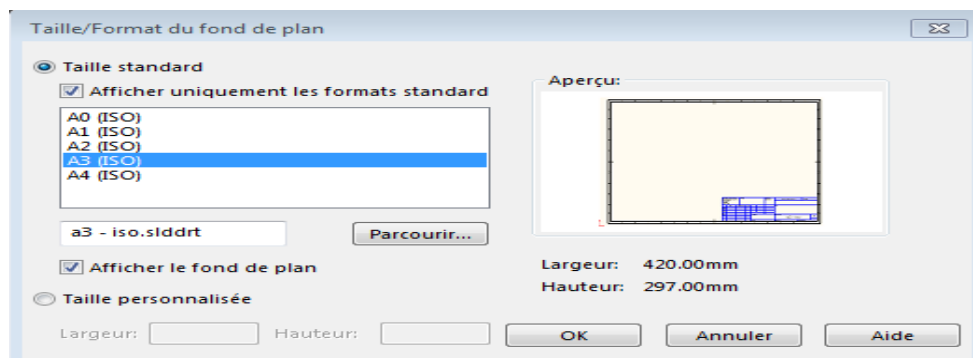 Taille/Format du fond de plan
Taille standard
Afficher uniquement les formats standard
A0 (ISO)
A1 (ISO)
A2 (ISO)
A3 (ISO)
A4 (ISO)
a3 - iso.slddrt
Parcourir...
Afficher le fond de plan
Taille personnalisée
Largeur:
Hauteur:
Aperçu:
Largeur: 420.00mm
Hauteur: 297.00mm
OK
Annuler
Aide